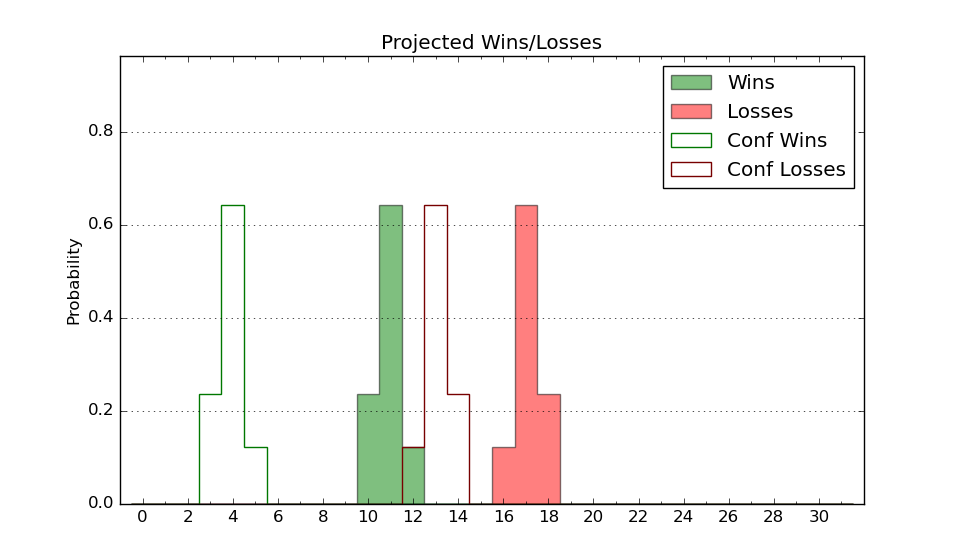 Projected Wins/Losses
Wins
Losses
Conf Wins
Conf Losses
Probability
0.8
0.6
0.4
0.2
0.0
0 2 4 6 8 10 12 14 16 18 20 22 24 26 28 30